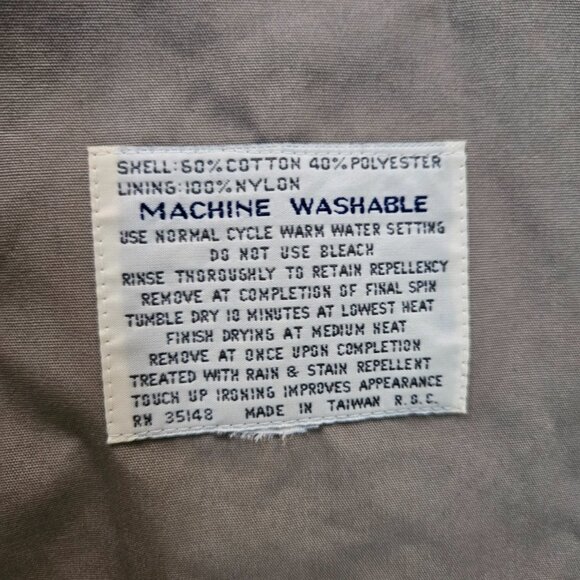 SHELL: 60% COTTON 40% POLYESTER
LINING: 100% NYLON
MACHINE WASHABLE
USE NORMAL CYCLE WARM WATER SETTING
DO NOT USE BLEACH
RINSE THOROUGHLY TO RETAIN REPELLENCY
REMOVE AT COMPLETION OF FINAL SPIN
TUMBLE DRY 10 MINUTES AT LOWEST HEAT
FINISH DRYING AT MEDIUM HEAT
REMOVE AT ONCE UPON COMPLETION
TREATED WITH RAIN & STAIN REPELLENT
TOUCH UP IRONING IMPROVES APPEARANCE
RN 35148 MADE IN TAIWAN R.O.C.